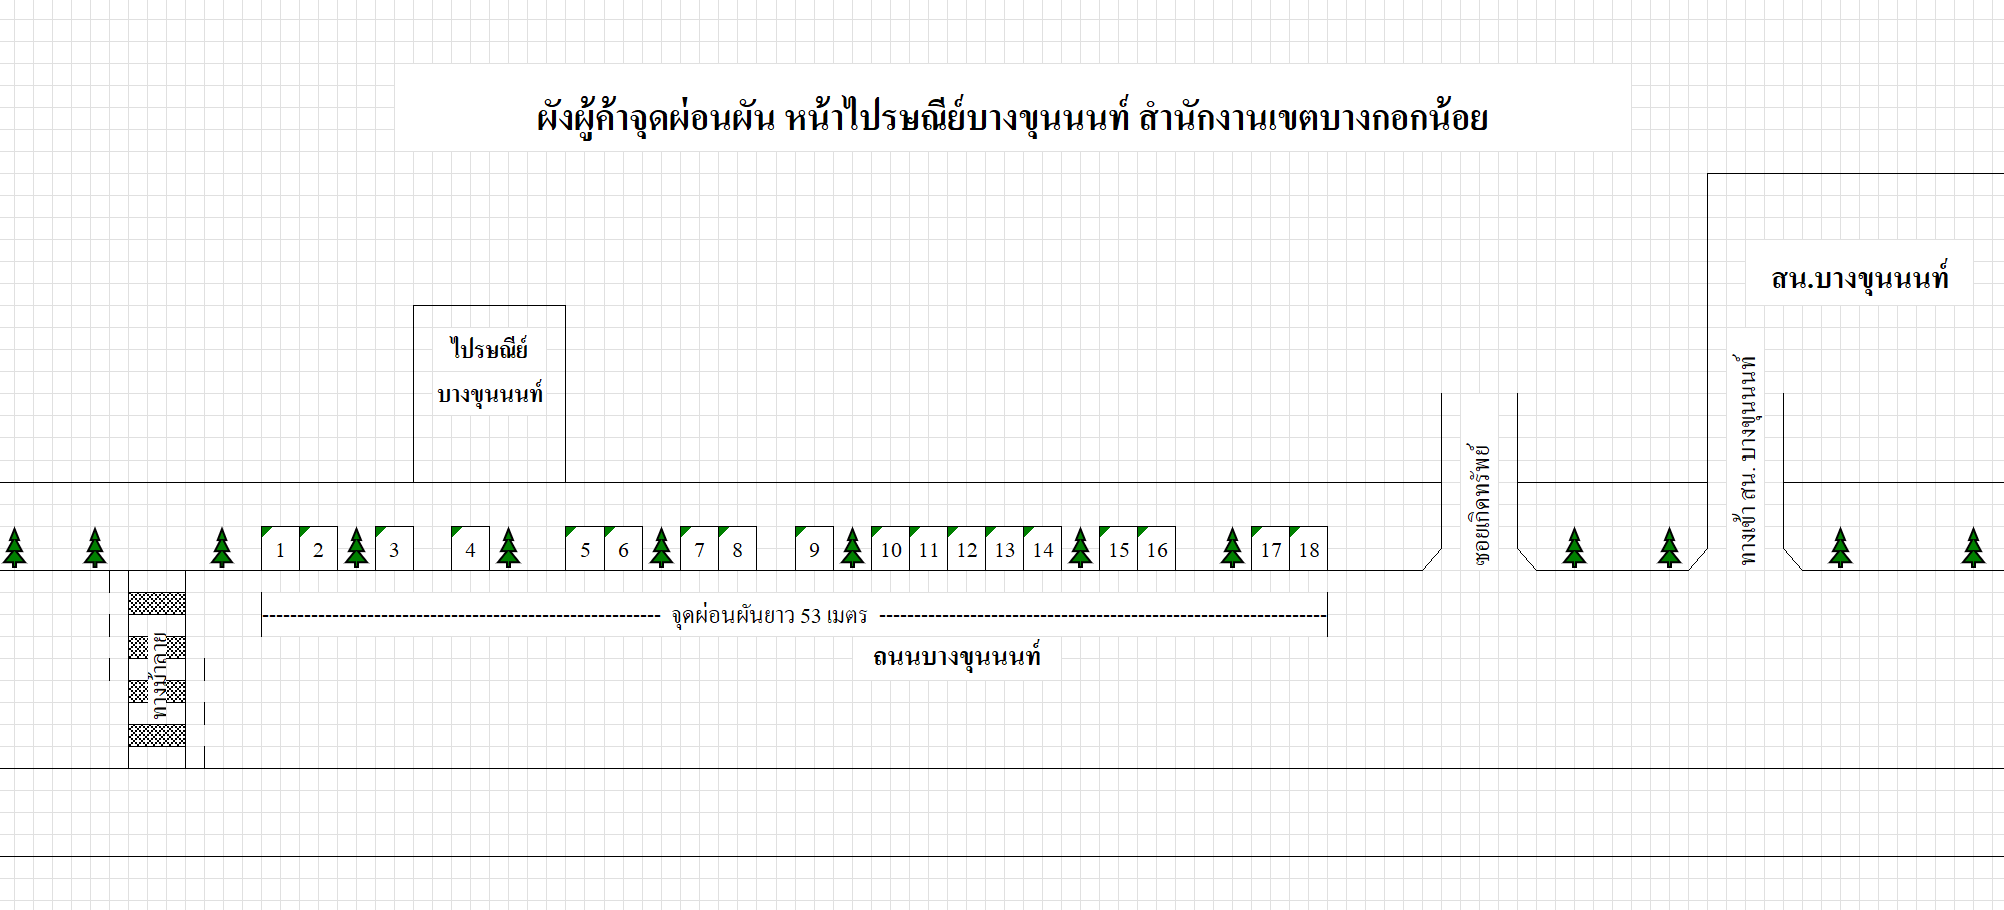 ผังผู้ค้าจุดผ่อนผัน หน้าไปรษณีย์บางขุนนนท์ สำนักงานเขตบางกอกน้อย
สน.บางขุนนนท์
ไปรษณีย์
บางขุนนนท์
ทางเข้า สน. บางขุนนนท์
ซอยเกิดทรัพย์
1 2 3 4 5 6 7 8 9 10 11 12 13 14 15 16 17 18
จุดผ่อนผันยาว 53 เมตร
ถนนบางขุนนนท์
ทางม้าลาย